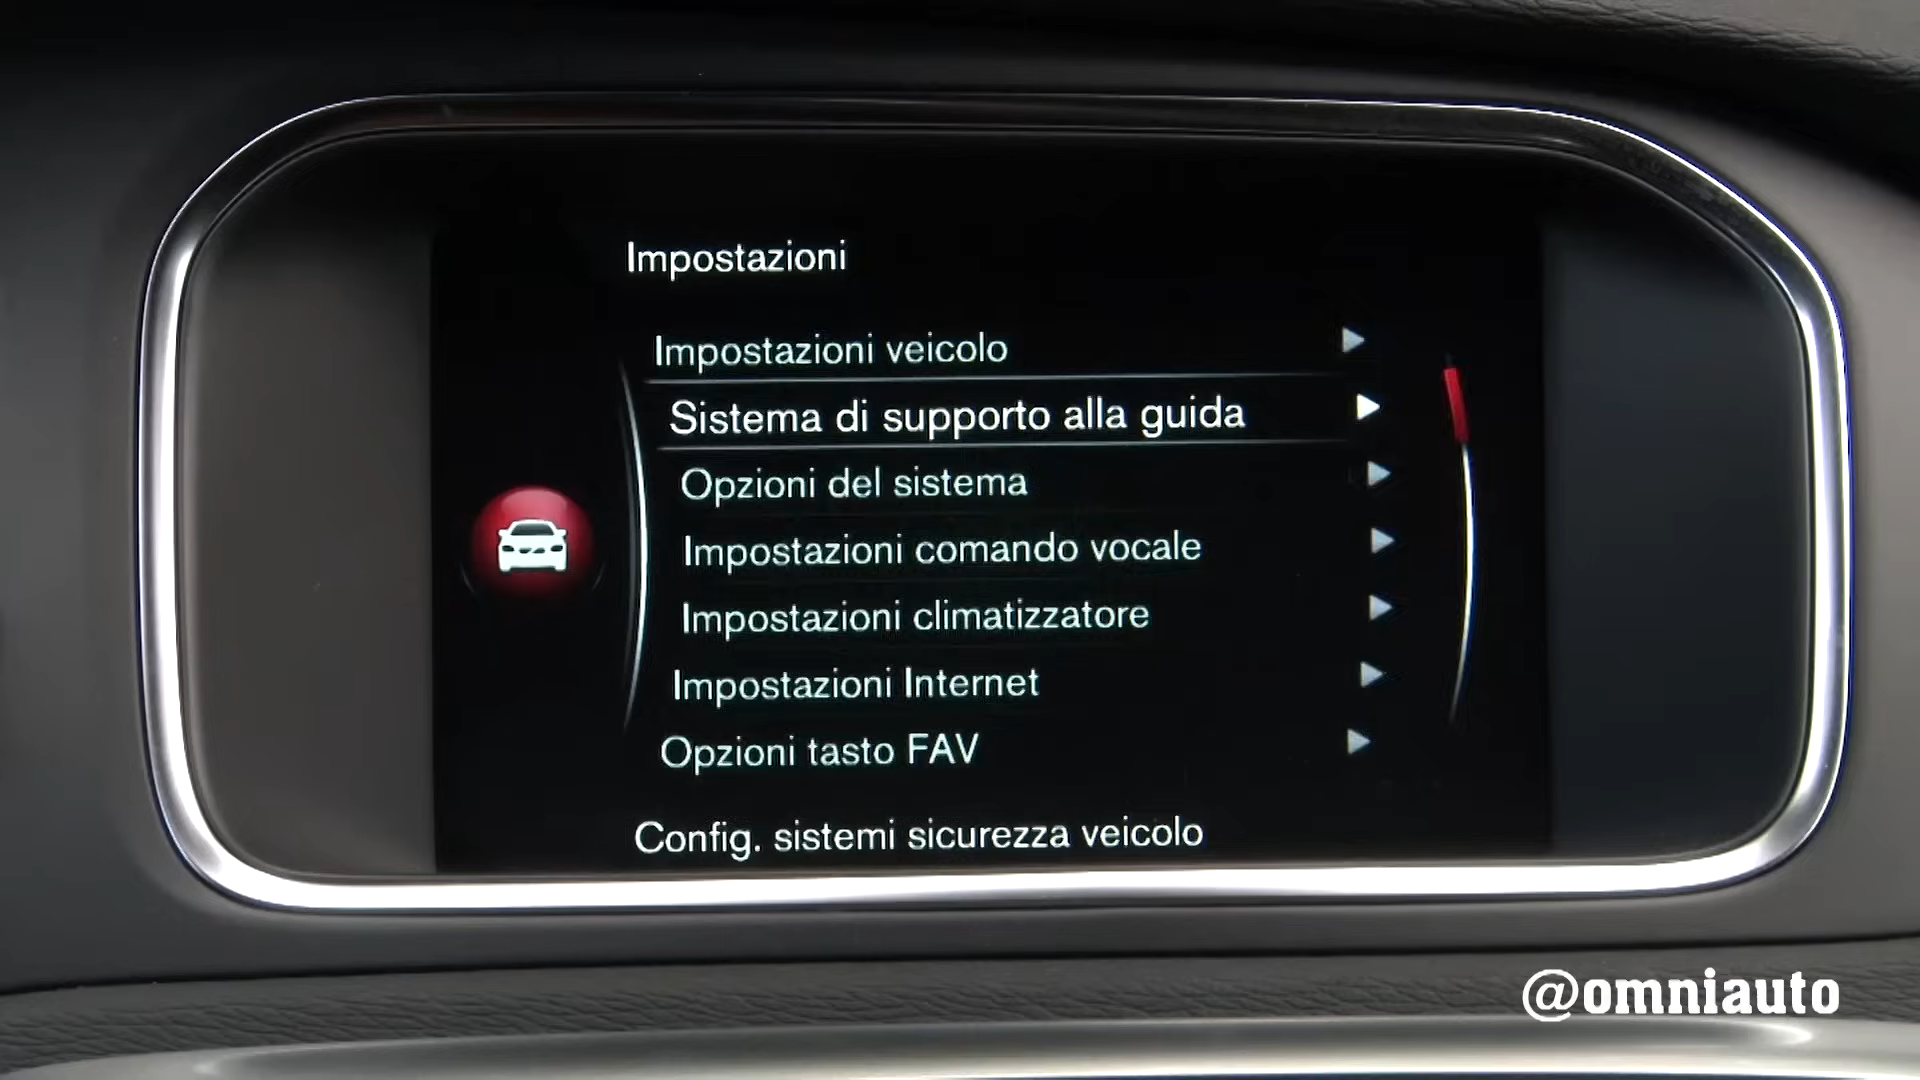 Impostazioni
Impostazioni veicolo
Sistema di supporto alla guida
Opzioni del sistema
Impostazioni comando vocale
Impostazioni climatizzatore
Impostazioni Internet
Opzioni tasto FAV
Config. sistemi sicurezza veicolo
@omniauto